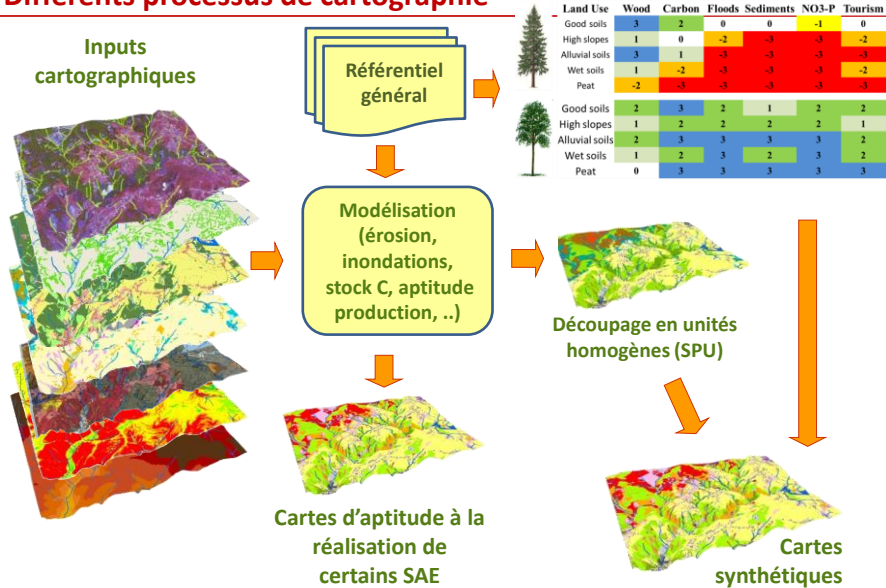 Différents processus de cartographie
Inputs
cartographiques
Référentiel
général
Land Use Wood Carbon Floods Sediments NO3-P Tourism
Good soils 3 2 0 0 -1 0
High slopes 1 0 -2 -3 -3 -2
Alluvial soils 3 1 -3 -3 -3 -3
Wet soils 1 -2 -3 -3 -3 -2
Peat -2 -3 -3 -3 -3 -3
Good soils 2 3 2 1 2 2
High slopes 1 2 2 2 2 1
Alluvial soils 2 3 3 3 3 2
Wet soils 1 2 3 2 3 2
Peat 0 3 3 3 3 3
Modélisation
(érosion,
inondations,
stock C, aptitude
production, ..)
Découpage en unités
homogènes (SPU)
Cartes d’aptitude à la
réalisation de
certains SAE
Cartes
synthétiques